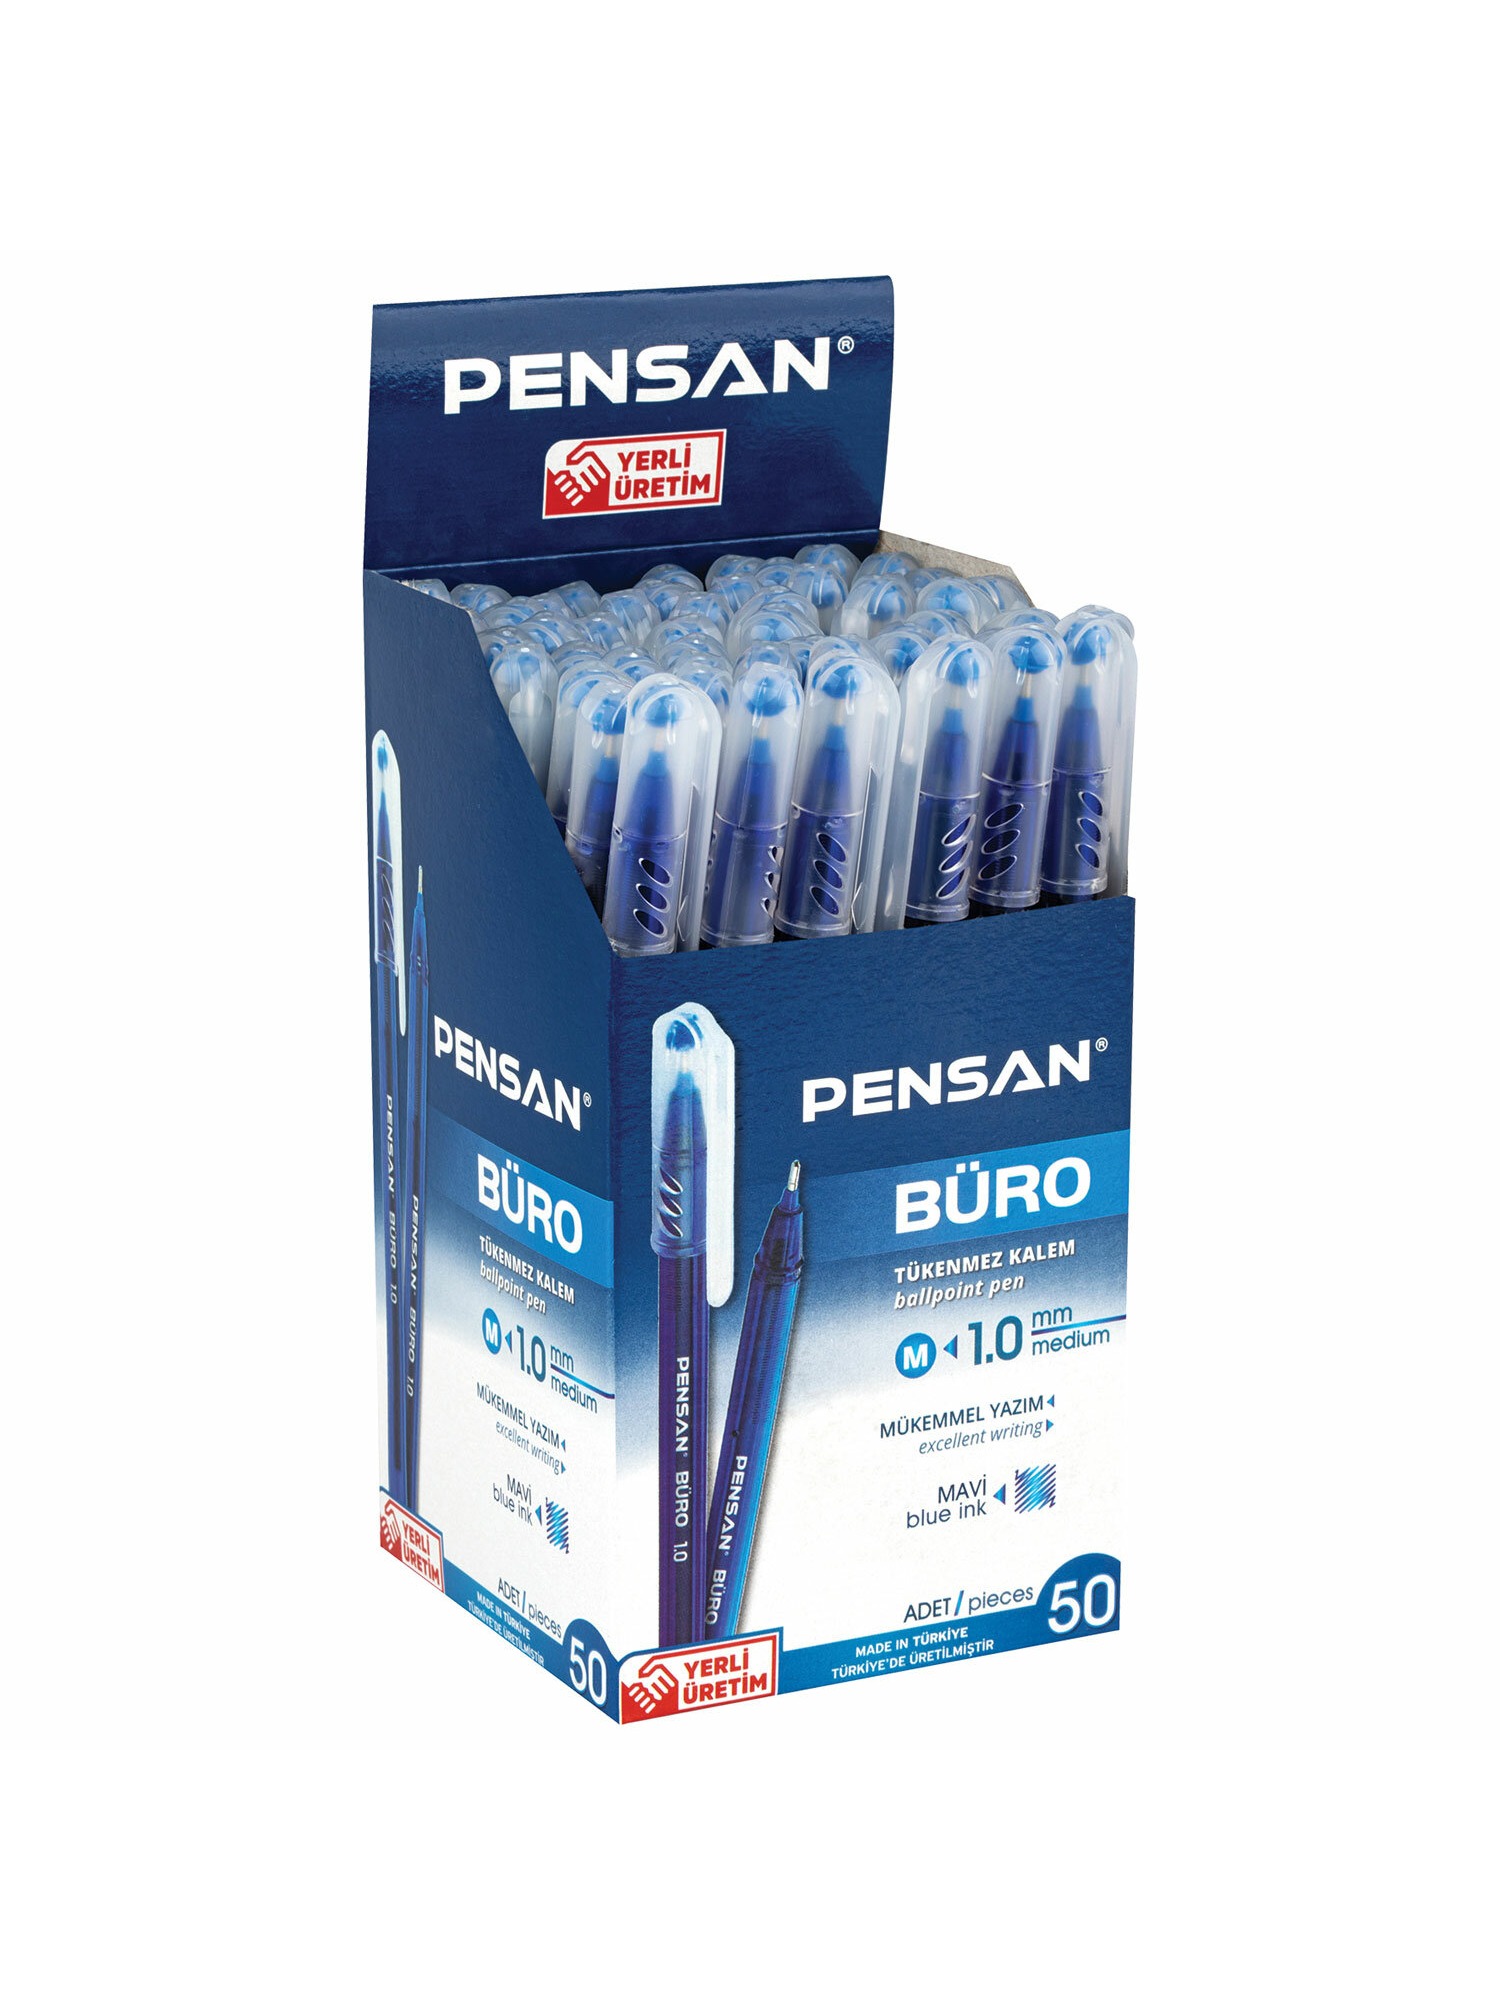 PENSAN®
YERLİ
ÜRETİM
PENSAN®
BÜRO
TÜKENMEZ KALEM
ballpoint pen
M 1.0 mm
medium
MÜKEMMEL YAZIM
excellent writing
MAVİ
blue ink
YERLİ
ÜRETİM
ADET / pieces 50
MADE IN TÜRKİYE
TÜRKİYE'DE ÜRETİLMİŞTİR
PENSAN BÜRO 1.0
PENSAN BÜRO 1.0
PENSAN®
BÜRO
TÜKENMEZ KALEM
ballpoint pen
M 1.0 mm
medium
MÜKEMMEL YAZIM
excellent writing
MAVİ
blue ink
ADET / pieces 50
MADE IN TÜRKİYE
TÜRKİYE'DE ÜRETİLMİŞTİR
YERLİ
ÜRETİM
PENSAN® BÜRO 1.0
PENSAN® BÜRO